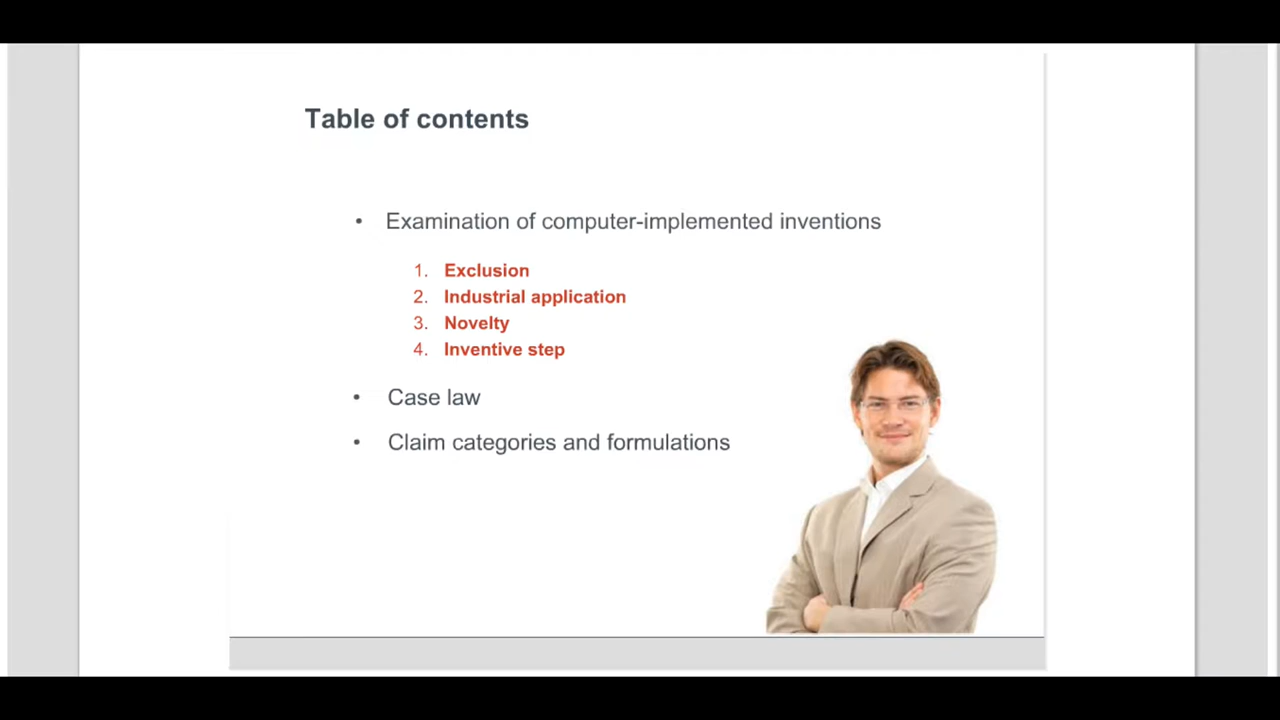 Table of contents
• Examination of computer-implemented inventions
1. Exclusion
2. Industrial application
3. Novelty
4. Inventive step
• Case law
• Claim categories and formulations